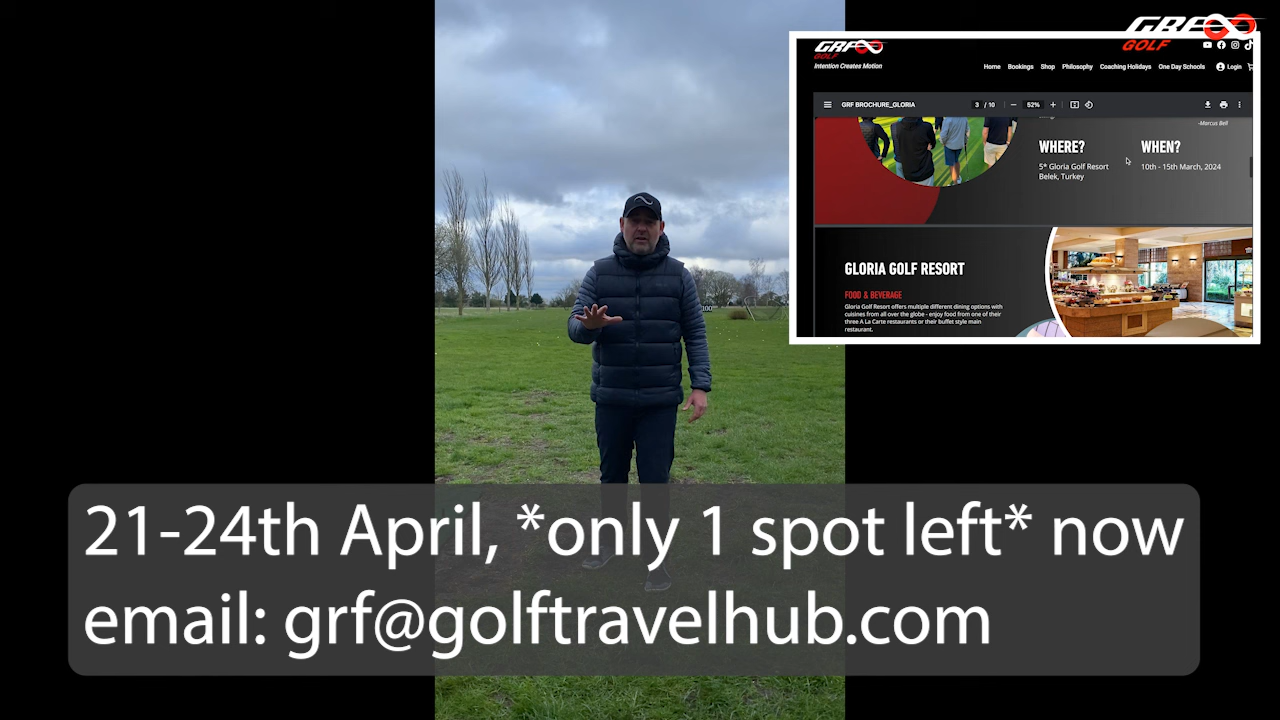 GRF
GOLF
GRF
GOLF
Intention Creates Motion
Home Bookings Shop Philosophy Coaching Holidays One Day Schools Login
GRF BROCHURE_GLORIA 3 / 10 52%
-Marcus Bell
WHERE? WHEN?
5* Gloria Golf Resort 10th - 15th March, 2024
Belek, Turkey
GLORIA GOLF RESORT
FOOD & BEVERAGE
Gloria Golf Resort offers multiple different dining options with
cuisines from all over the globe - enjoy food from one of their
three A La Carte restaurants or their buffet style main
restaurant.
100
21-24th April, *only 1 spot left* now
email: grf@golftravelhub.com